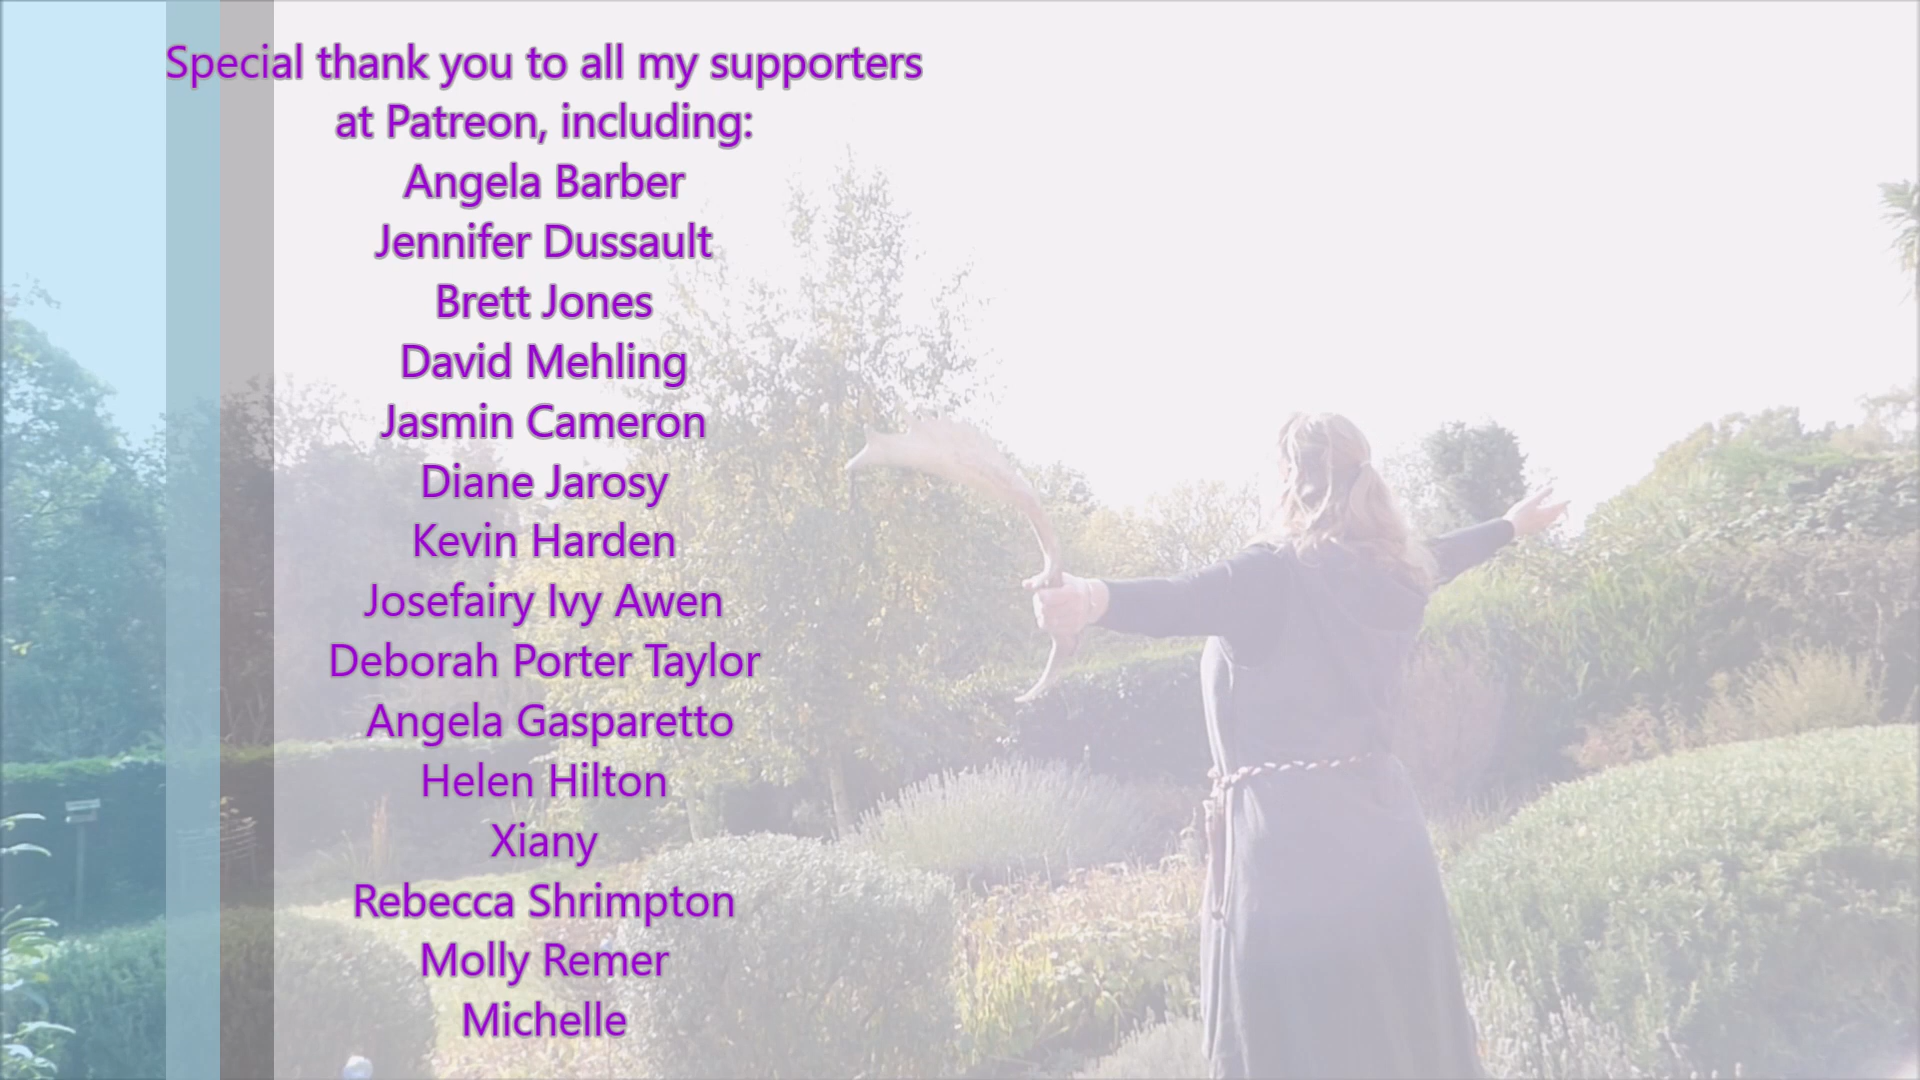 Special thank you to all my supporters
at Patreon, including:
Angela Barber
Jennifer Dussault
Brett Jones
David Mehling
Jasmin Cameron
Diane Jarosy
Kevin Harden
Josefairy Ivy Awen
Deborah Porter Taylor
Angela Gasparetto
Helen Hilton
Xiany
Rebecca Shrimpton
Molly Remer
Michelle